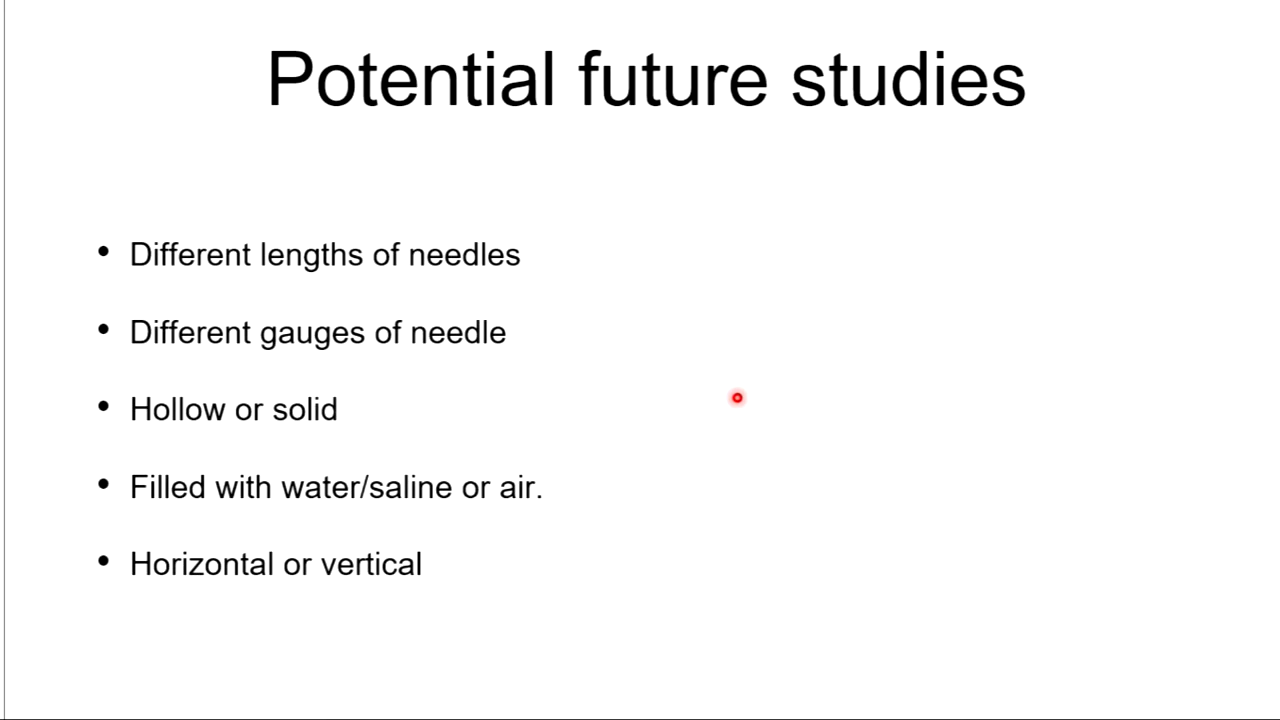 Potential future studies
• Different lengths of needles
• Different gauges of needle
• Hollow or solid
• Filled with water/saline or air.
• Horizontal or vertical